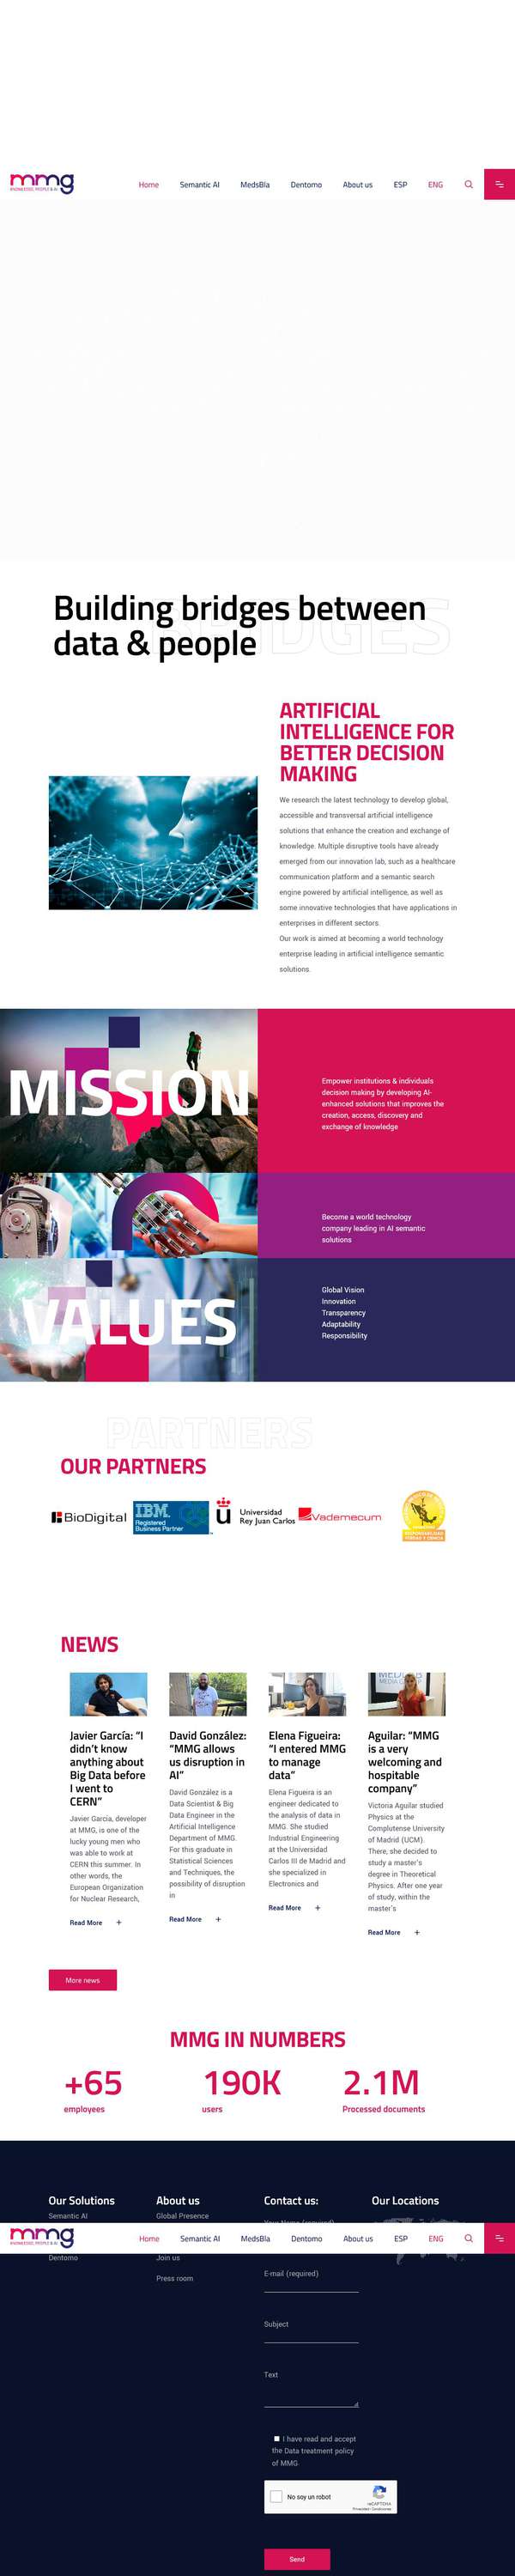 mmg
KNOWLEDGE, PEOPLE & AI
Home Semantic AI MedsBla Dentomo About us ESP ENG
BRIDGES
Building bridges between
data & people
ARTIFICIAL
INTELLIGENCE FOR
BETTER DECISION
MAKING
We research the latest technology to develop global,
accessible and transversal artificial intelligence
solutions that enhance the creation and exchange of
knowledge. Multiple disruptive tools have already
emerged from our innovation lab, such as a healthcare
communication platform and a semantic search
engine powered by artificial intelligence, as well as
some innovative technologies that have applications in
enterprises in different sectors.
Our work is aimed at becoming a world technology
enterprise leading in artificial intelligence semantic
solutions.
MISSION
Empower institutions & individuals
decision making by developing AI-
enhanced solutions that improves the
creation, access, discovery and
exchange of knowledge
Become a world technology
company leading in AI semantic
solutions
VALUES
Global Vision
Innovation
Transparency
Adaptability
Responsibility
PARTNERS
OUR PARTNERS
BioDigital
IBM
Registered
Business Partner
Universidad
Rey Juan Carlos
Vademecum
NEWS
Javier García: "I
didn't know
anything about
Big Data before
I went to
CERN"
Javier Garcia, developer
at MMG, is one of the
lucky young men who
was able to work at
CERN this summer. In
other words, the
European Organization
for Nuclear Research,
Read More +
David González:
"MMG allows
us disruption in
AI"
David González is a
Data Scientist & Big
Data Engineer in the
Artificial Intelligence
Department of MMG.
For this graduate in
Statistical Sciences
and Techniques, the
possibility of disruption
in
Read More +
Elena Figueira:
"I entered MMG
to manage
data"
Elena Figueira is an
engineer dedicated to
the analysis of data in
MMG. She studied
Industrial Engineering
at the Universidad
Carlos III de Madrid and
she specialized in
Electronics and
Read More +
Aguilar: "MMG
is a very
welcoming and
hospitable
company"
Victoria Aguilar studied
Physics at the
Complutense University
of Madrid (UCM).
There, she decided to
study a master's
degree in Theoretical
Physics. After one year
of study, within the
master's
Read More +
More news
MMG IN NUMBERS
+65
employees
190K
users
2.1M
Processed documents
Our Solutions
Semantic AI
Dentomo
About us
Global Presence
Join us
Press room
Contact us:
Your Name (required)
Our Locations
mmg
KNOWLEDGE, PEOPLE & AI
Home Semantic AI MedsBla Dentomo About us ESP ENG
E-mail (required)
Subject
Text
I have read and accept
the Data treatment policy
of MMG.
No soy un robot
reCAPTCHA
Privacidad - Condiciones
Send